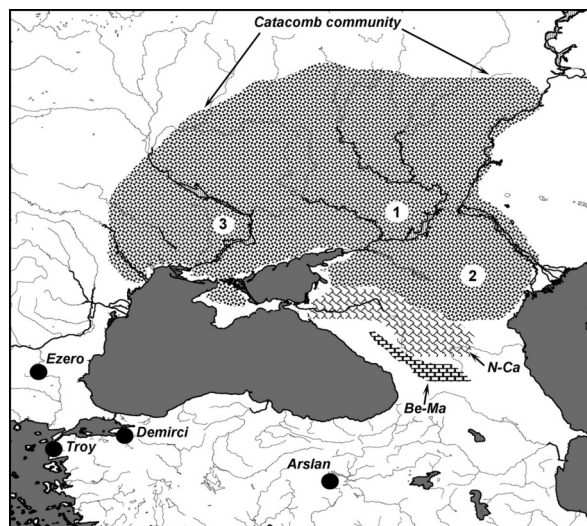 Catacomb community
1
3
2
N-Ca
Be-Ma
Ezero
Demirci
Troy
Arslan